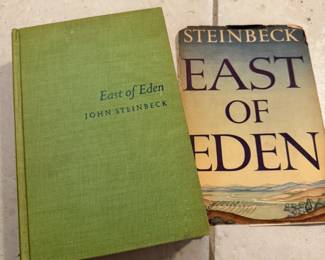 East of Eden
JOHN STEINBECK
STEINBECK
EAST
OF
EDEN